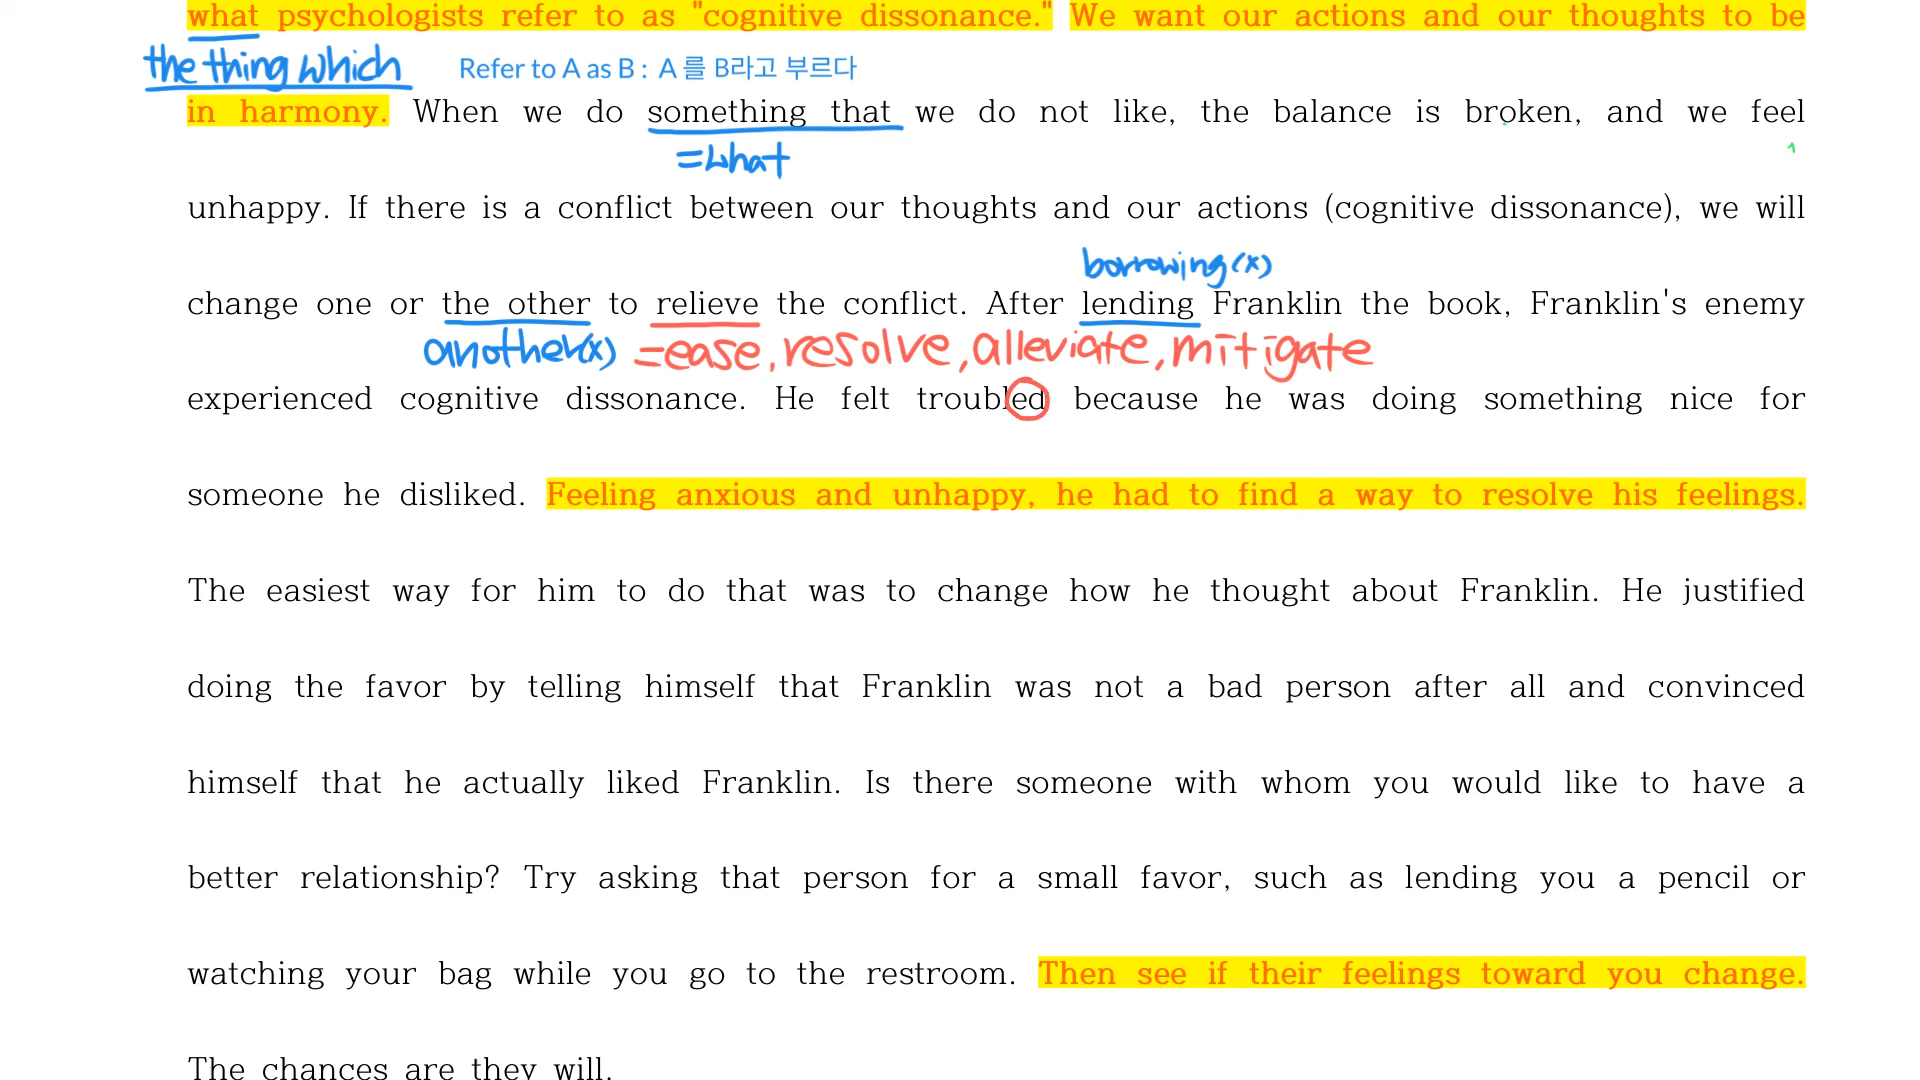 what psychologists refer to as "cognitive dissonance." We want our actions and our thoughts to be
the thing which Refer to A as B : A 를 B라고 부르다
in harmony. When we do something that we do not like, the balance is broken, and we feel
=what
unhappy. If there is a conflict between our thoughts and our actions (cognitive dissonance), we will
borrowing(x)
change one or the other to relieve the conflict. After lending Franklin the book, Franklin's enemy
another(x) =ease, resolve, alleviate, mitigate
experienced cognitive dissonance. He felt troubled because he was doing something nice for
someone he disliked. Feeling anxious and unhappy, he had to find a way to resolve his feelings.
The easiest way for him to do that was to change how he thought about Franklin. He justified
doing the favor by telling himself that Franklin was not a bad person after all and convinced
himself that he actually liked Franklin. Is there someone with whom you would like to have a
better relationship? Try asking that person for a small favor, such as lending you a pencil or
watching your bag while you go to the restroom. Then see if their feelings toward you change.
The chances are they will.